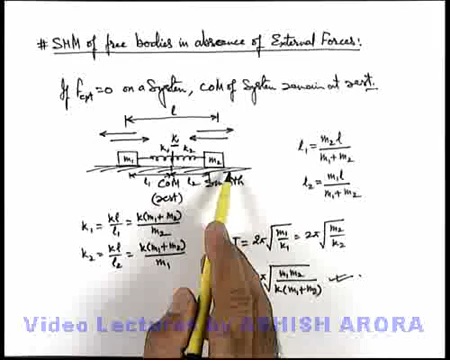 # SHM of free bodies in absence of External Forces:
If Fext = 0 on a System, COM of System remain at rest.
l
k
k₁ k₂
m₁ m₂
l₁ COM l₂
(rest)
l₁ = m₂l / (m₁+m₂)
l₂ = m₁l / (m₁+m₂)
k₁ = kl/l₁ = k(m₁+m₂)/m₂
k₂ = kl/l₂ = k(m₁+m₂)/m₁
T = 2π√(m₁/k₁) = 2π√(m₂/k₂)
π√(m₁m₂ / k(m₁+m₂))
Video Lectures by ASHISH ARORA